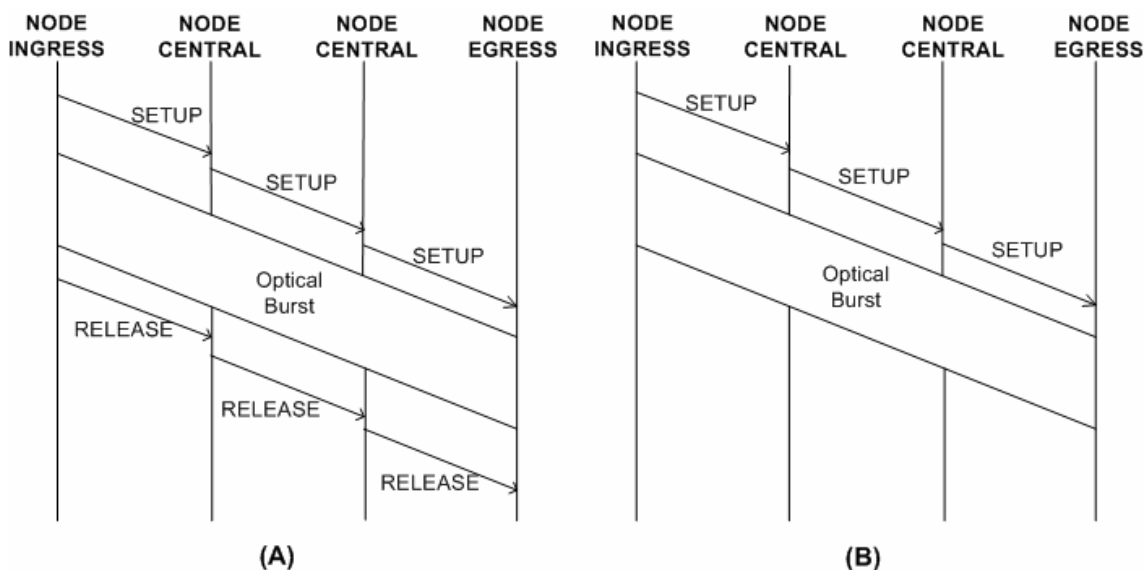 NODE INGRESS
NODE CENTRAL
NODE CENTRAL
NODE EGRESS
SETUP
SETUP
SETUP
Optical
Burst
RELEASE
RELEASE
RELEASE
(A)
NODE INGRESS
NODE CENTRAL
NODE CENTRAL
NODE EGRESS
SETUP
SETUP
SETUP
Optical
Burst
(B)